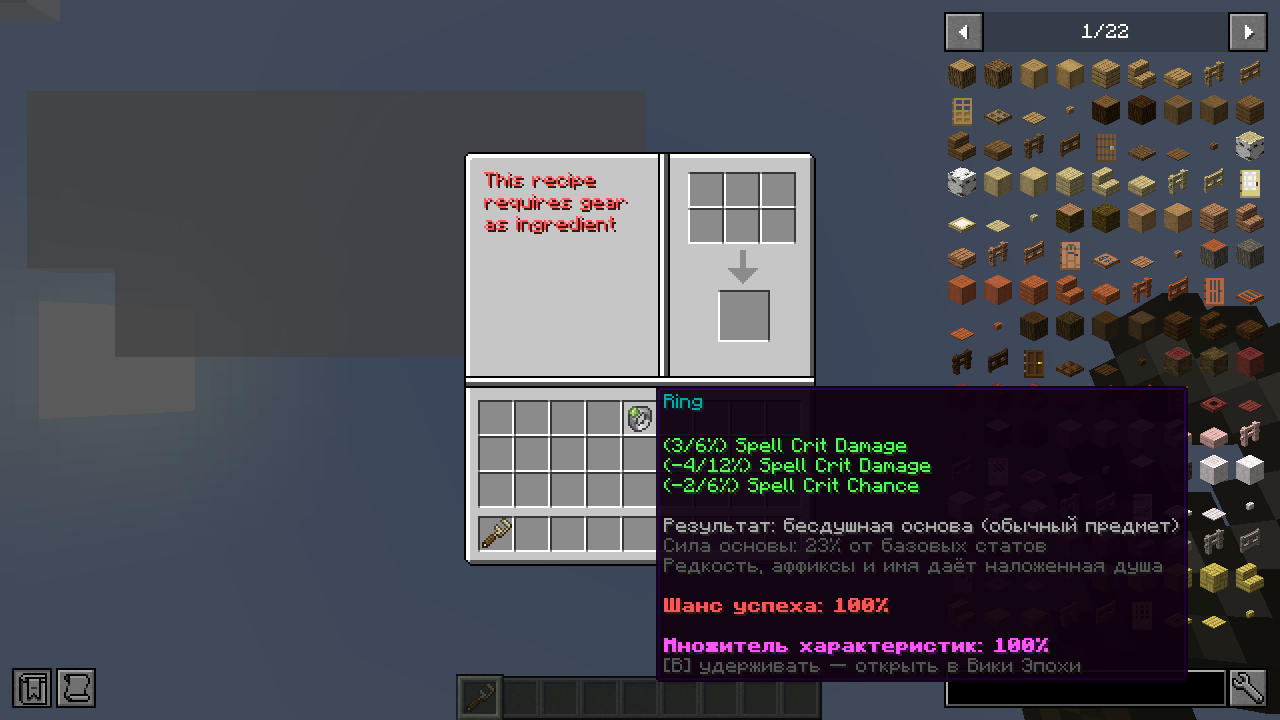 1/22
This recipe
requires gear
as ingredient
Ring
(3/6%) Spell Crit Damage
(-4/12%) Spell Crit Damage
(-2/6%) Spell Crit Chance
Результат: бесдушная основа (обычный предмет)
Сила основы: 23% от базовых статов
Редкость, аффиксы и имя даёт наложенная душа
Шанс успеха: 100%
Множитель характеристик: 100%
[B] удерживать — открыть в Вики Эпохи